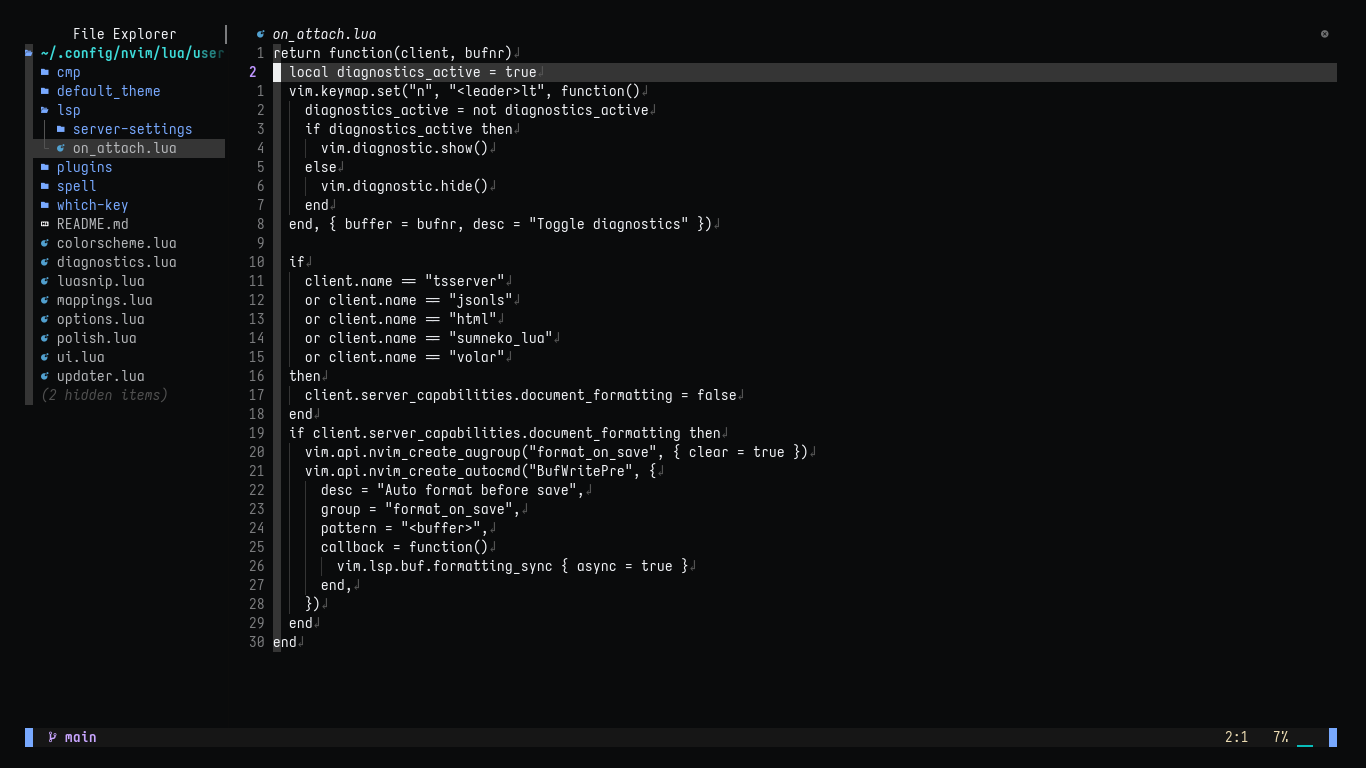 File Explorer
~/.config/nvim/lua/user
cmp
default_theme
lsp
server-settings
on_attach.lua
plugins
spell
which-key
README.md
colorscheme.lua
diagnostics.lua
luasnip.lua
mappings.lua
options.lua
polish.lua
ui.lua
updater.lua
(2 hidden items)
on_attach.lua
1 return function(client, bufnr)
2 local diagnostics_active = true
1 vim.keymap.set("n", "<leader>lt", function()
2 diagnostics_active = not diagnostics_active
3 if diagnostics_active then
4 vim.diagnostic.show()
5 else
6 vim.diagnostic.hide()
7 end
8 end, { buffer = bufnr, desc = "Toggle diagnostics" })
9
10 if
11 client.name == "tsserver"
12 or client.name == "jsonls"
13 or client.name == "html"
14 or client.name == "sumneko_lua"
15 or client.name == "volar"
16 then
17 client.server_capabilities.document_formatting = false
18 end
19 if client.server_capabilities.document_formatting then
20 vim.api.nvim_create_augroup("format_on_save", { clear = true })
21 vim.api.nvim_create_autocmd("BufWritePre", {
22 desc = "Auto format before save",
23 group = "format_on_save",
24 pattern = "<buffer>",
25 callback = function()
26 vim.lsp.buf.formatting_sync { async = true }
27 end,
28 })
29 end
30 end
main 2:1 7%